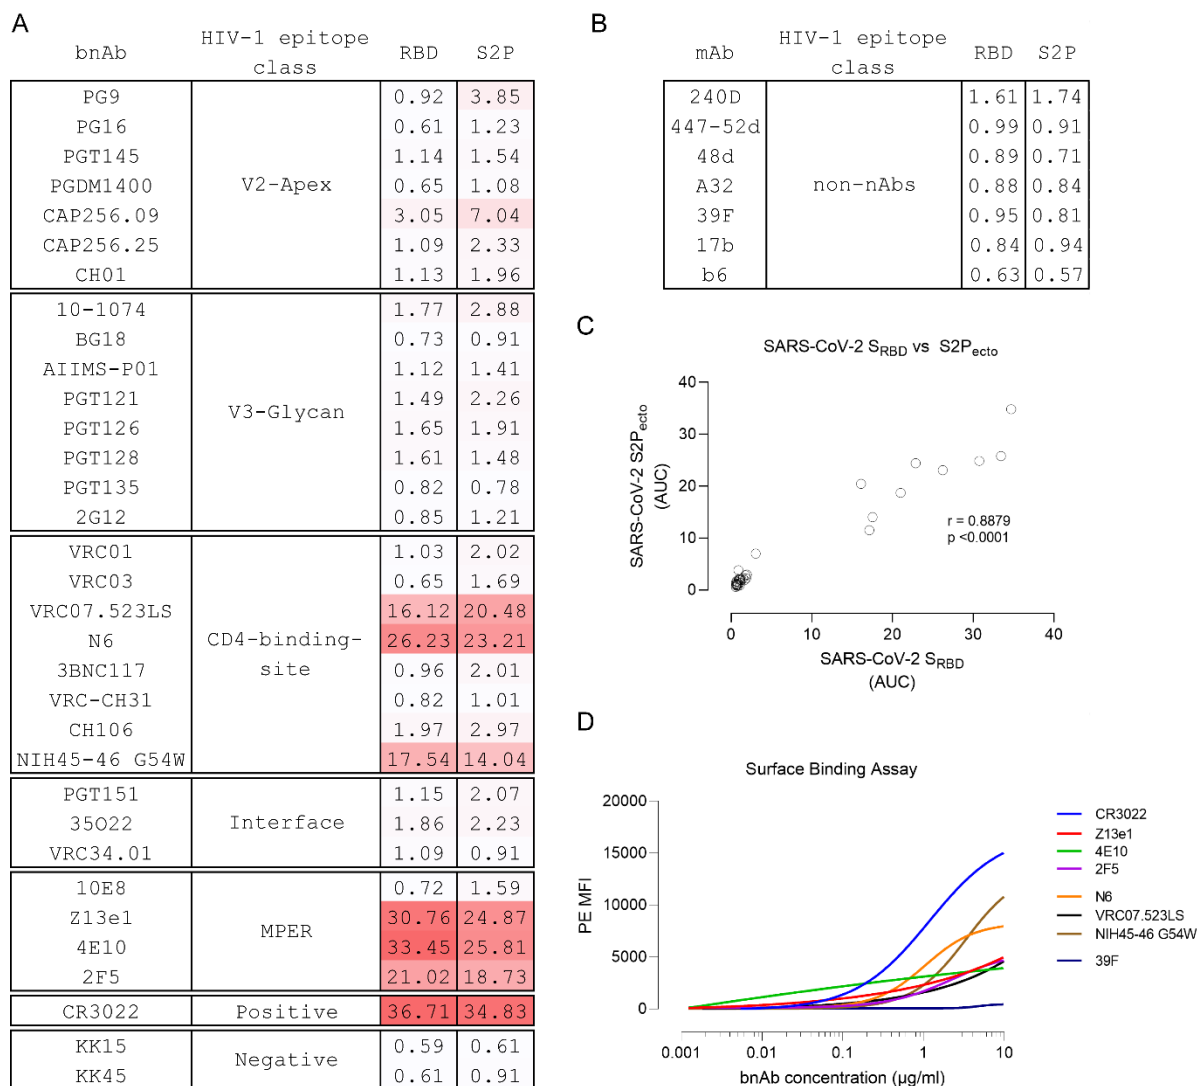 A
bnAb HIV-1 epitope class RBD S2P
PG9 0.92 3.85
PG16 0.61 1.23
PGT145 1.14 1.54
PGDM1400 V2-Apex 0.65 1.08
CAP256.09 3.05 7.04
CAP256.25 1.09 2.33
CH01 1.13 1.96
10-1074 1.77 2.88
BG18 0.73 0.91
AIIMS-P01 1.12 1.41
PGT121 V3-Glycan 1.49 2.26
PGT126 1.65 1.91
PGT128 1.61 1.48
PGT135 0.82 0.78
2G12 0.85 1.21
VRC01 1.03 2.02
VRC03 0.65 1.69
VRC07.523LS 16.12 20.48
N6 CD4-binding-site 26.23 23.21
3BNC117 0.96 2.01
VRC-CH31 0.82 1.01
CH106 1.97 2.97
NIH45-46 G54W 17.54 14.04
PGT151 1.15 2.07
35O22 Interface 1.86 2.23
VRC34.01 1.09 0.91
10E8 0.72 1.59
Z13e1 MPER 30.76 24.87
4E10 33.45 25.81
2F5 21.02 18.73
CR3022 Positive 36.71 34.83
KK15 Negative 0.59 0.61
KK45 0.61 0.91
B
mAb HIV-1 epitope class RBD S2P
240D 1.61 1.74
447-52d 0.99 0.91
48d 0.89 0.71
A32 non-nAbs 0.88 0.84
39F 0.95 0.81
17b 0.84 0.94
b6 0.63 0.57
C
SARS-CoV-2 SRBD vs S2Pecto
SARS-CoV-2 S2Pecto
(AUC)
40
30
20
10
0
r = 0.8879
p <0.0001
0 10 20 30 40
SARS-CoV-2 SRBD
(AUC)
D
Surface Binding Assay
PE MFI
20000
15000
10000
5000
0
0.001 0.01 0.1 1 10
bnAb concentration (µg/ml)
CR3022
Z13e1
4E10
2F5
N6
VRC07.523LS
NIH45-46 G54W
39F